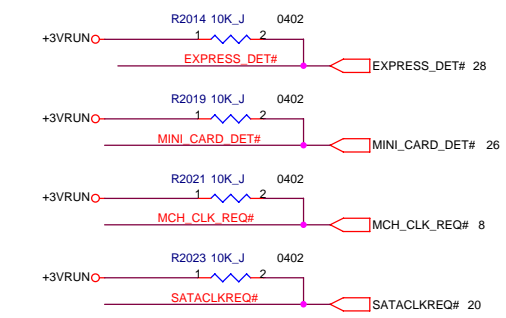 R2014 10K_J 0402
+3VRUN 1 2
EXPRESS_DET#
EXPRESS_DET# 28
R2019 10K_J 0402
+3VRUN 1 2
MINI_CARD_DET#
MINI_CARD_DET# 26
R2021 10K_J 0402
+3VRUN 1 2
MCH_CLK_REQ#
MCH_CLK_REQ# 8
R2023 10K_J 0402
+3VRUN 1 2
SATACLKREQ#
SATACLKREQ# 20